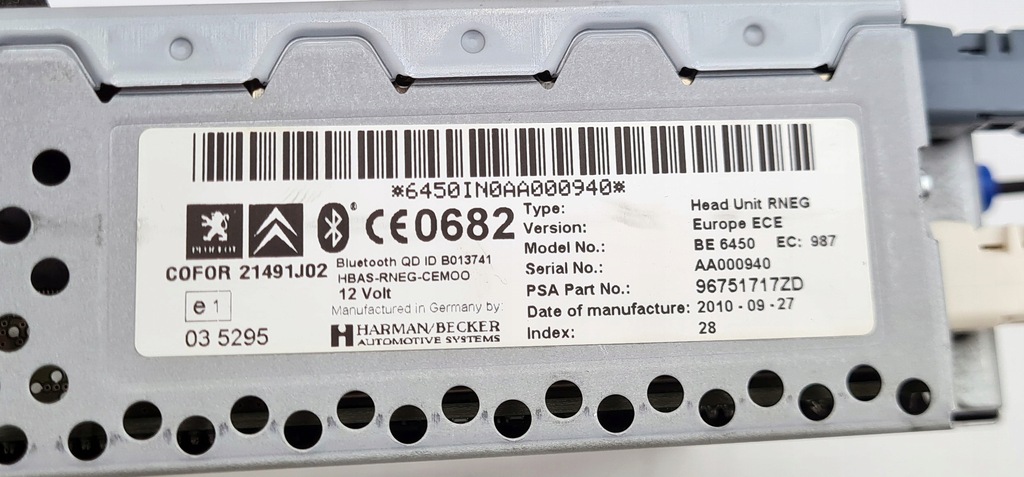 *6450IN0AA000940*
PEUGEOT
CE0682
COFOR 21491J02
Bluetooth QD ID B013741
HBAS-RNEG-CEMOO
12 Volt
e 1
03 5295
Manufactured in Germany by:
HARMAN/BECKER
AUTOMOTIVE SYSTEMS
Type: Head Unit RNEG
Version: Europe ECE
Model No.: BE 6450 EC: 987
Serial No.: AA000940
PSA Part No.: 96751717ZD
Date of manufacture: 2010 - 09 - 27
Index: 28